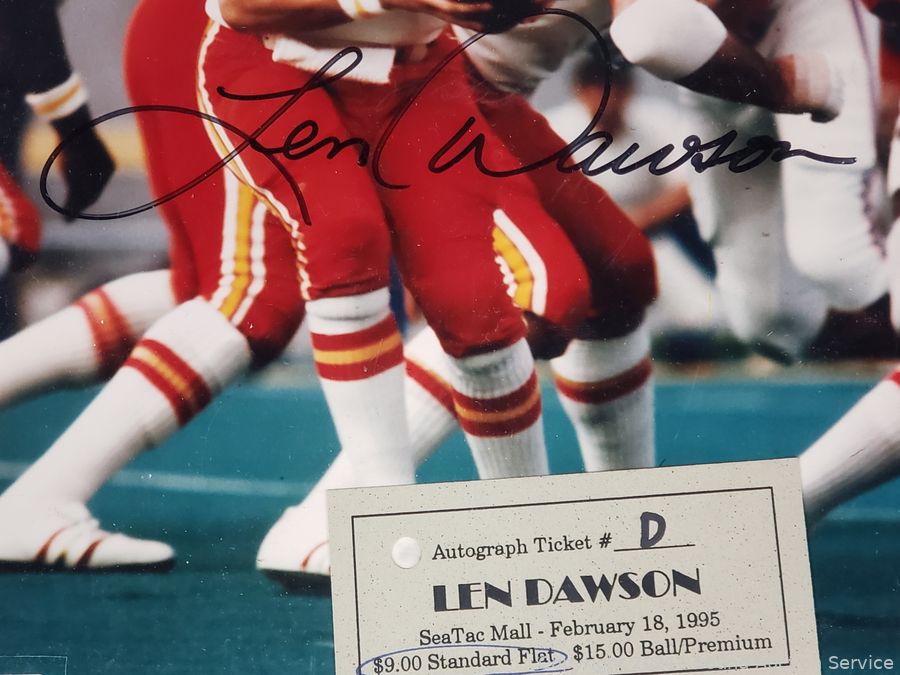 Len Dawson
Autograph Ticket # D
LEN DAWSON
SeaTac Mall - February 18, 1995
$9.00 Standard Flat $15.00 Ball/Premium
Service